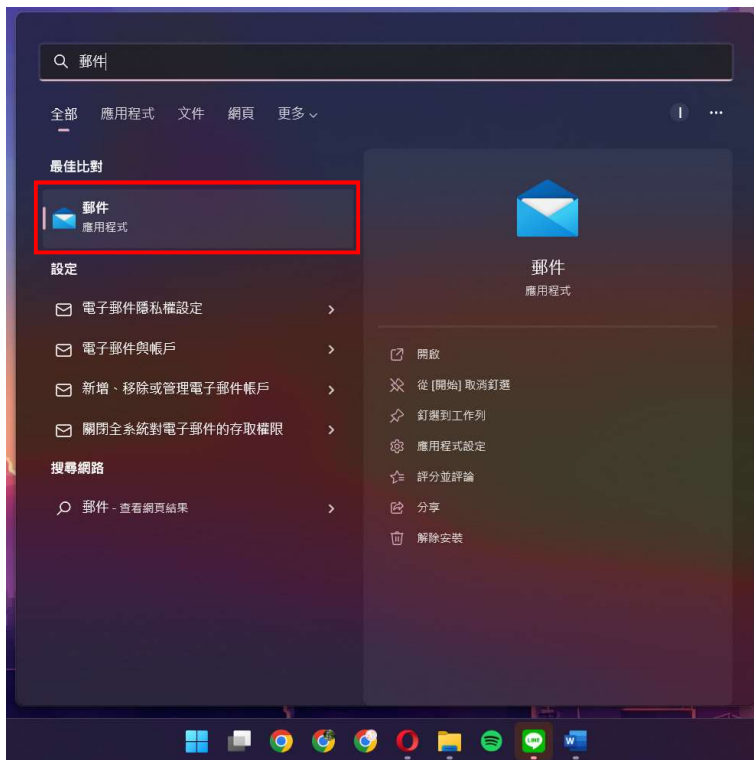 郵件
全部 應用程式 文件 網頁 更多
I
最佳比對
郵件
應用程式
設定
電子郵件隱私權設定
電子郵件與帳戶
新增、移除或管理電子郵件帳戶
關閉全系統對電子郵件的存取權限
搜尋網路
郵件 - 查看網頁結果
郵件
應用程式
開啟
從 [開始] 取消釘選
釘選到工作列
應用程式設定
評分並評論
分享
解除安裝
LINE
W